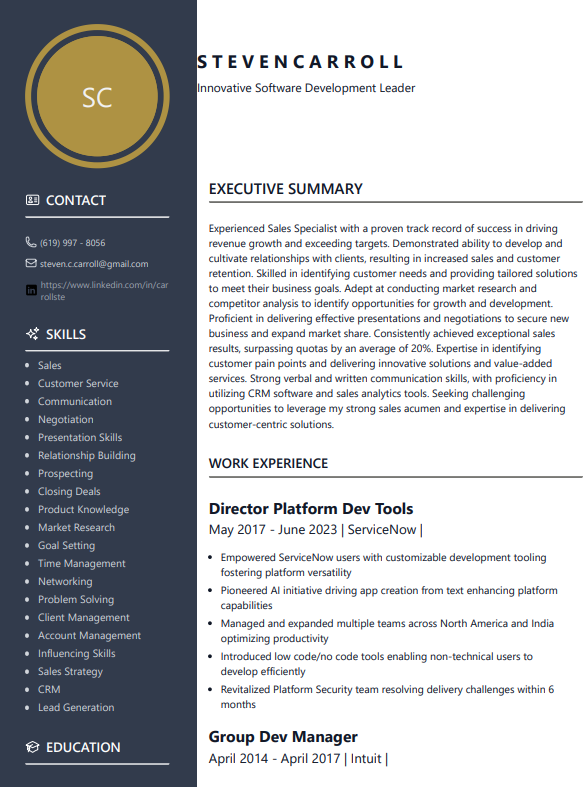 SC
CONTACT
(619) 997 - 8056
steven.c.carroll@gmail.com
https://www.linkedin.com/in/car
rollste
SKILLS
Sales
Customer Service
Communication
Negotiation
Presentation Skills
Relationship Building
Prospecting
Closing Deals
Product Knowledge
Market Research
Goal Setting
Time Management
Networking
Problem Solving
Client Management
Account Management
Influencing Skills
Sales Strategy
CRM
Lead Generation
EDUCATION
STEVENCARROLL
Innovative Software Development Leader
EXECUTIVE SUMMARY
Experienced Sales Specialist with a proven track record of success in driving
revenue growth and exceeding targets. Demonstrated ability to develop and
cultivate relationships with clients, resulting in increased sales and customer
retention. Skilled in identifying customer needs and providing tailored solutions
to meet their business goals. Adept at conducting market research and
competitor analysis to identify opportunities for growth and development.
Proficient in delivering effective presentations and negotiations to secure new
business and expand market share. Consistently achieved exceptional sales
results, surpassing quotas by an average of 20%. Expertise in identifying
customer pain points and delivering innovative solutions and value-added
services. Strong verbal and written communication skills, with proficiency in
utilizing CRM software and sales analytics tools. Seeking challenging
opportunities to leverage my strong sales acumen and expertise in delivering
customer-centric solutions.
WORK EXPERIENCE
Director Platform Dev Tools
May 2017 - June 2023 | ServiceNow |
Empowered ServiceNow users with customizable development tooling
fostering platform versatility
Pioneered AI initiative driving app creation from text enhancing platform
capabilities
Managed and expanded multiple teams across North America and India
optimizing productivity
Introduced low code/no code tools enabling non-technical users to
develop efficiently
Revitalized Platform Security team resolving delivery challenges within 6
months
Group Dev Manager
April 2014 - April 2017 | Intuit |